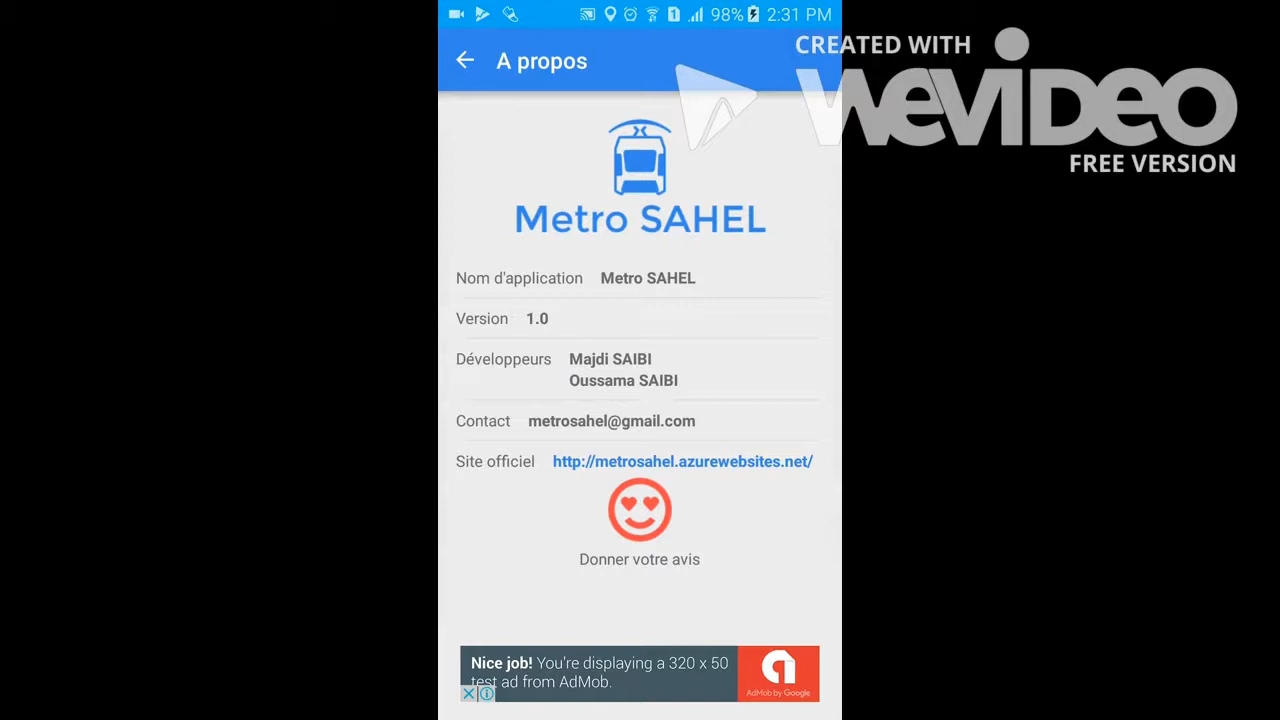 1 98% 2:31 PM
CREATED WITH
WEVIDEO
FREE VERSION
A propos
Metro SAHEL
Nom d'application Metro SAHEL
Version 1.0
Développeurs Majdi SAIBI
Oussama SAIBI
Contact metrosahel@gmail.com
Site officiel http://metrosahel.azurewebsites.net/
Donner votre avis
Nice job! You're displaying a 320 x 50
test ad from AdMob.
AdMob by Google